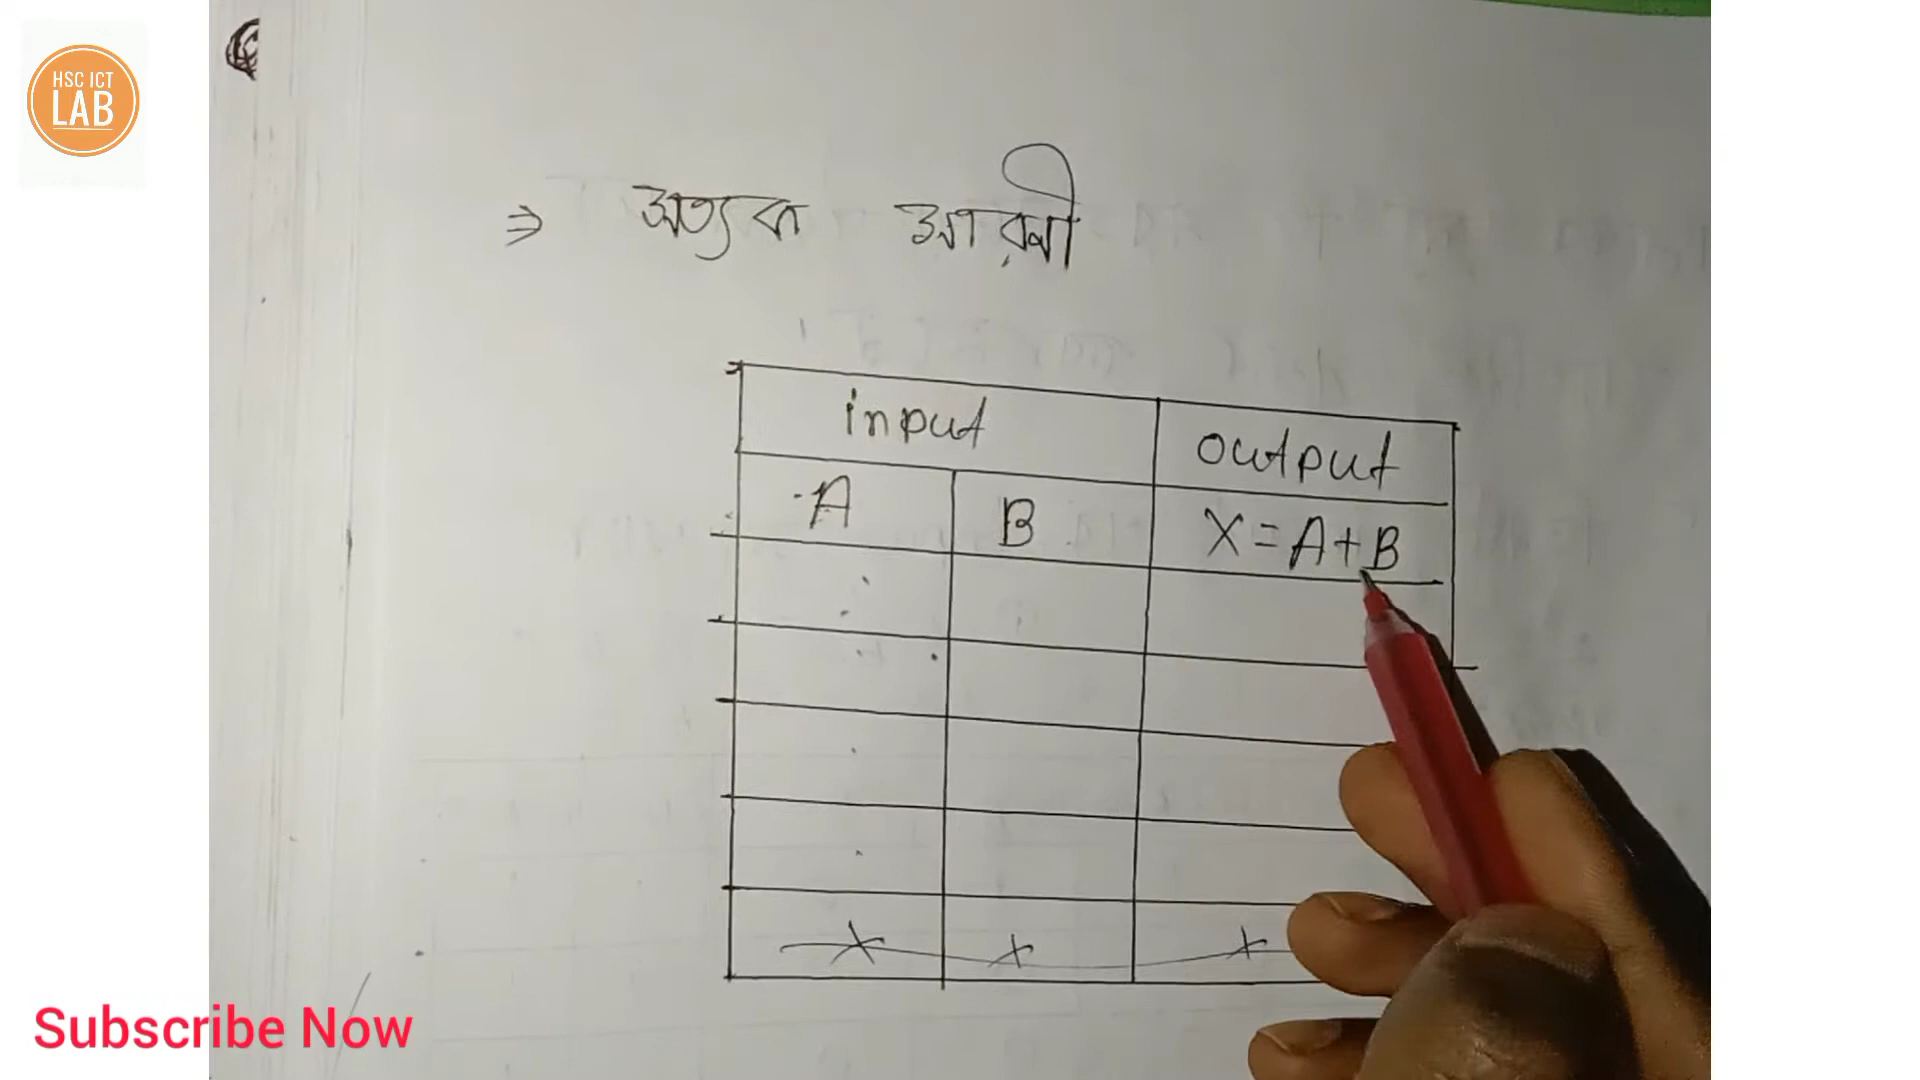 HSC ICT
LAB
⇒ সত্যক সারণী
input output
A B X = A + B
x x x
Subscribe Now